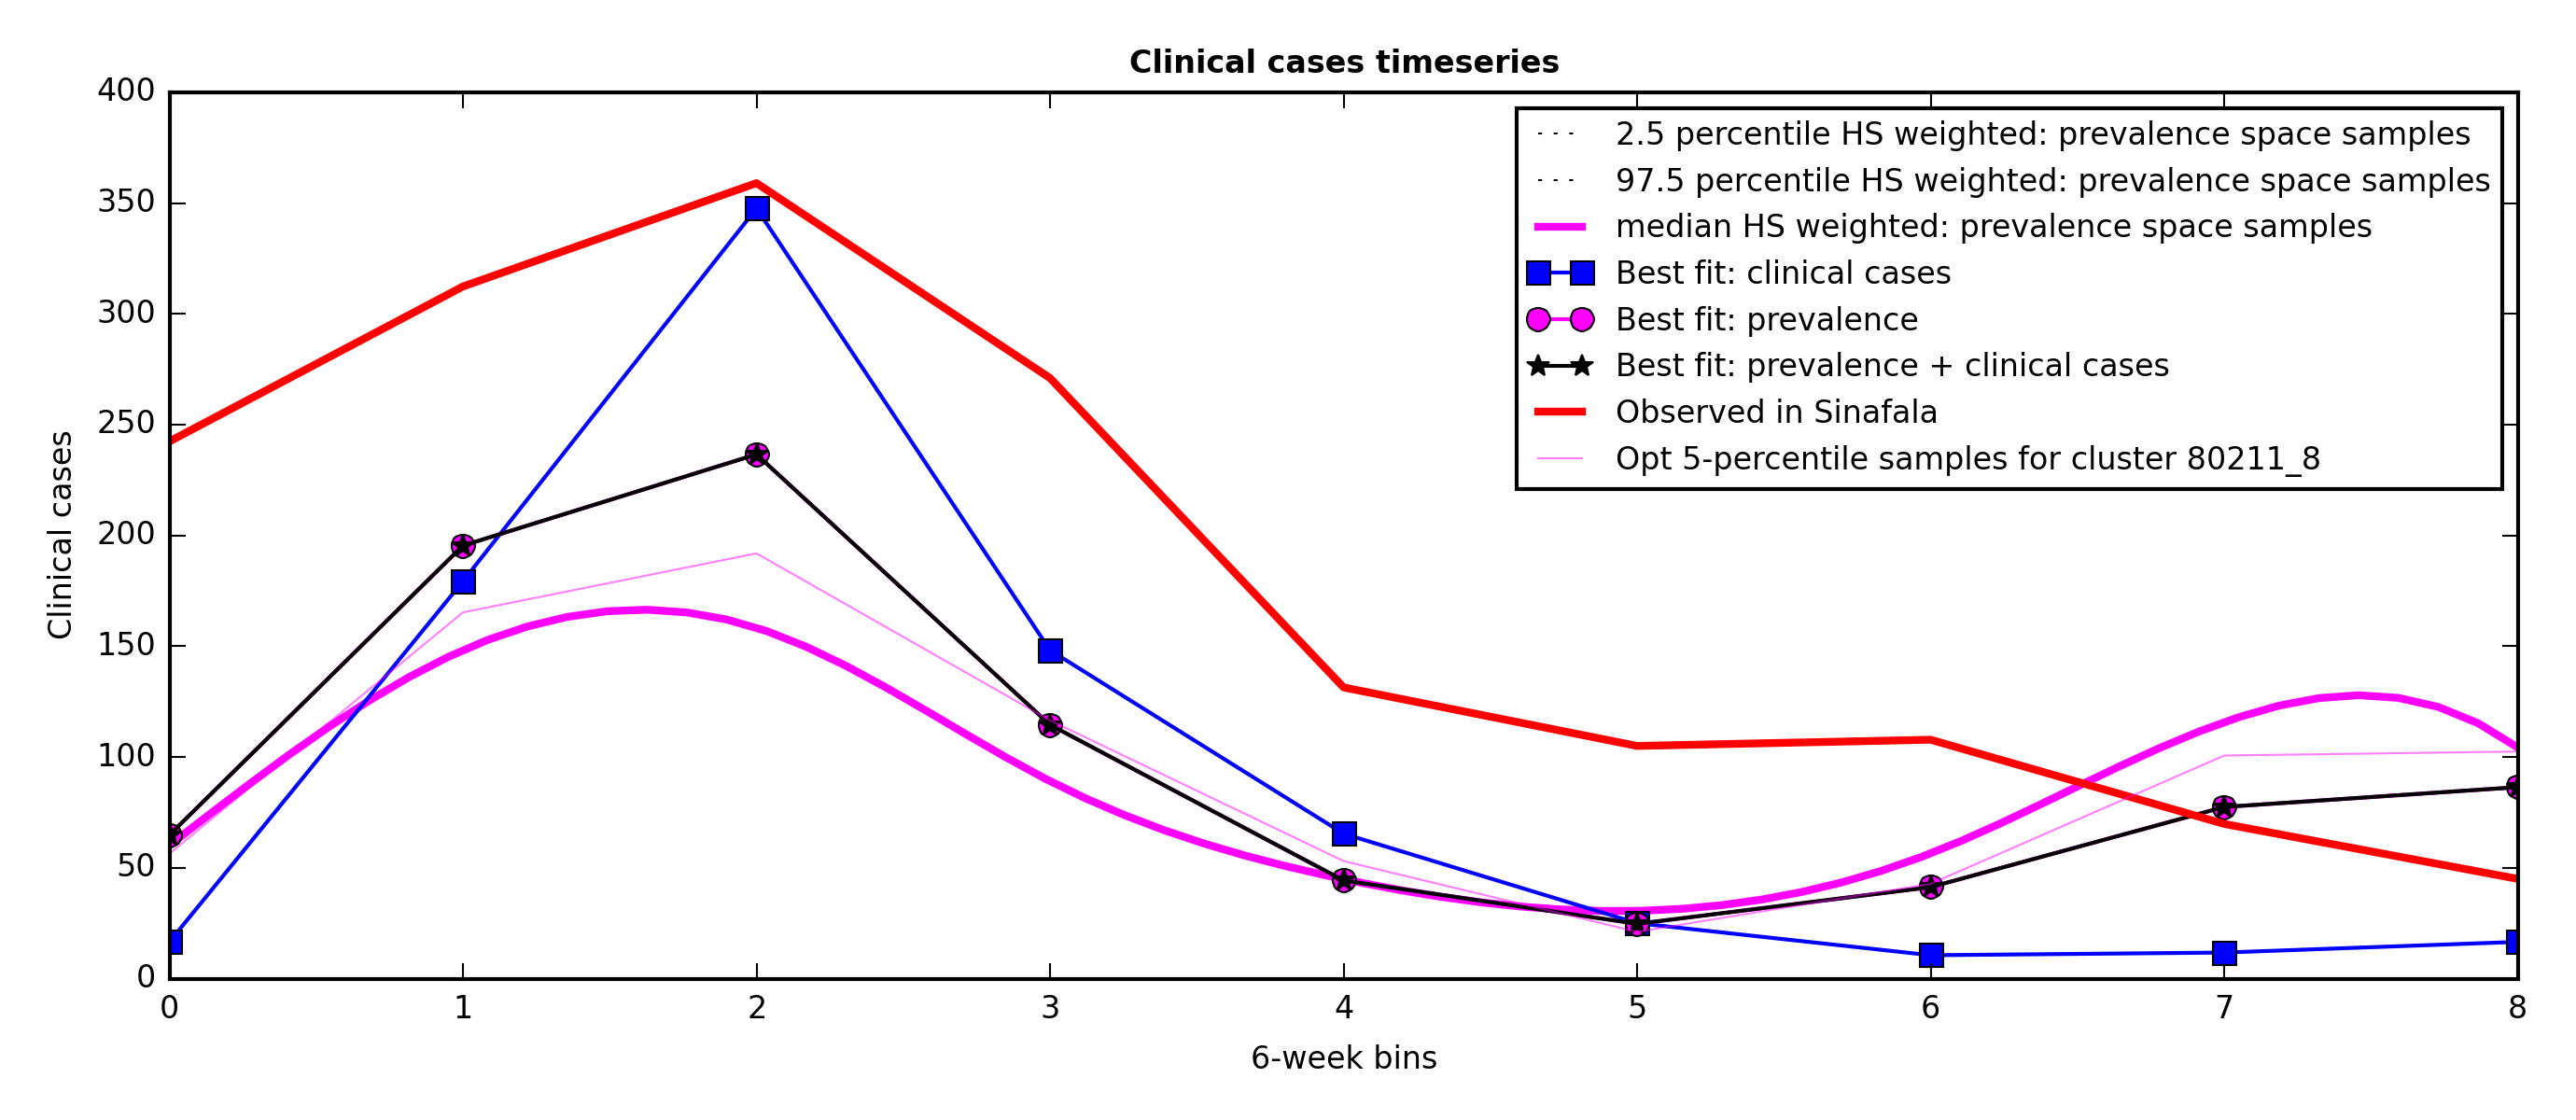 Clinical cases timeseries
400
350
300
250
200
150
100
50
0
Clinical cases
2.5 percentile HS weighted: prevalence space samples
97.5 percentile HS weighted: prevalence space samples
median HS weighted: prevalence space samples
Best fit: clinical cases
Best fit: prevalence
Best fit: prevalence + clinical cases
Observed in Sinafala
Opt 5-percentile samples for cluster 80211_8
0 1 2 3 4 5 6 7 8
6-week bins